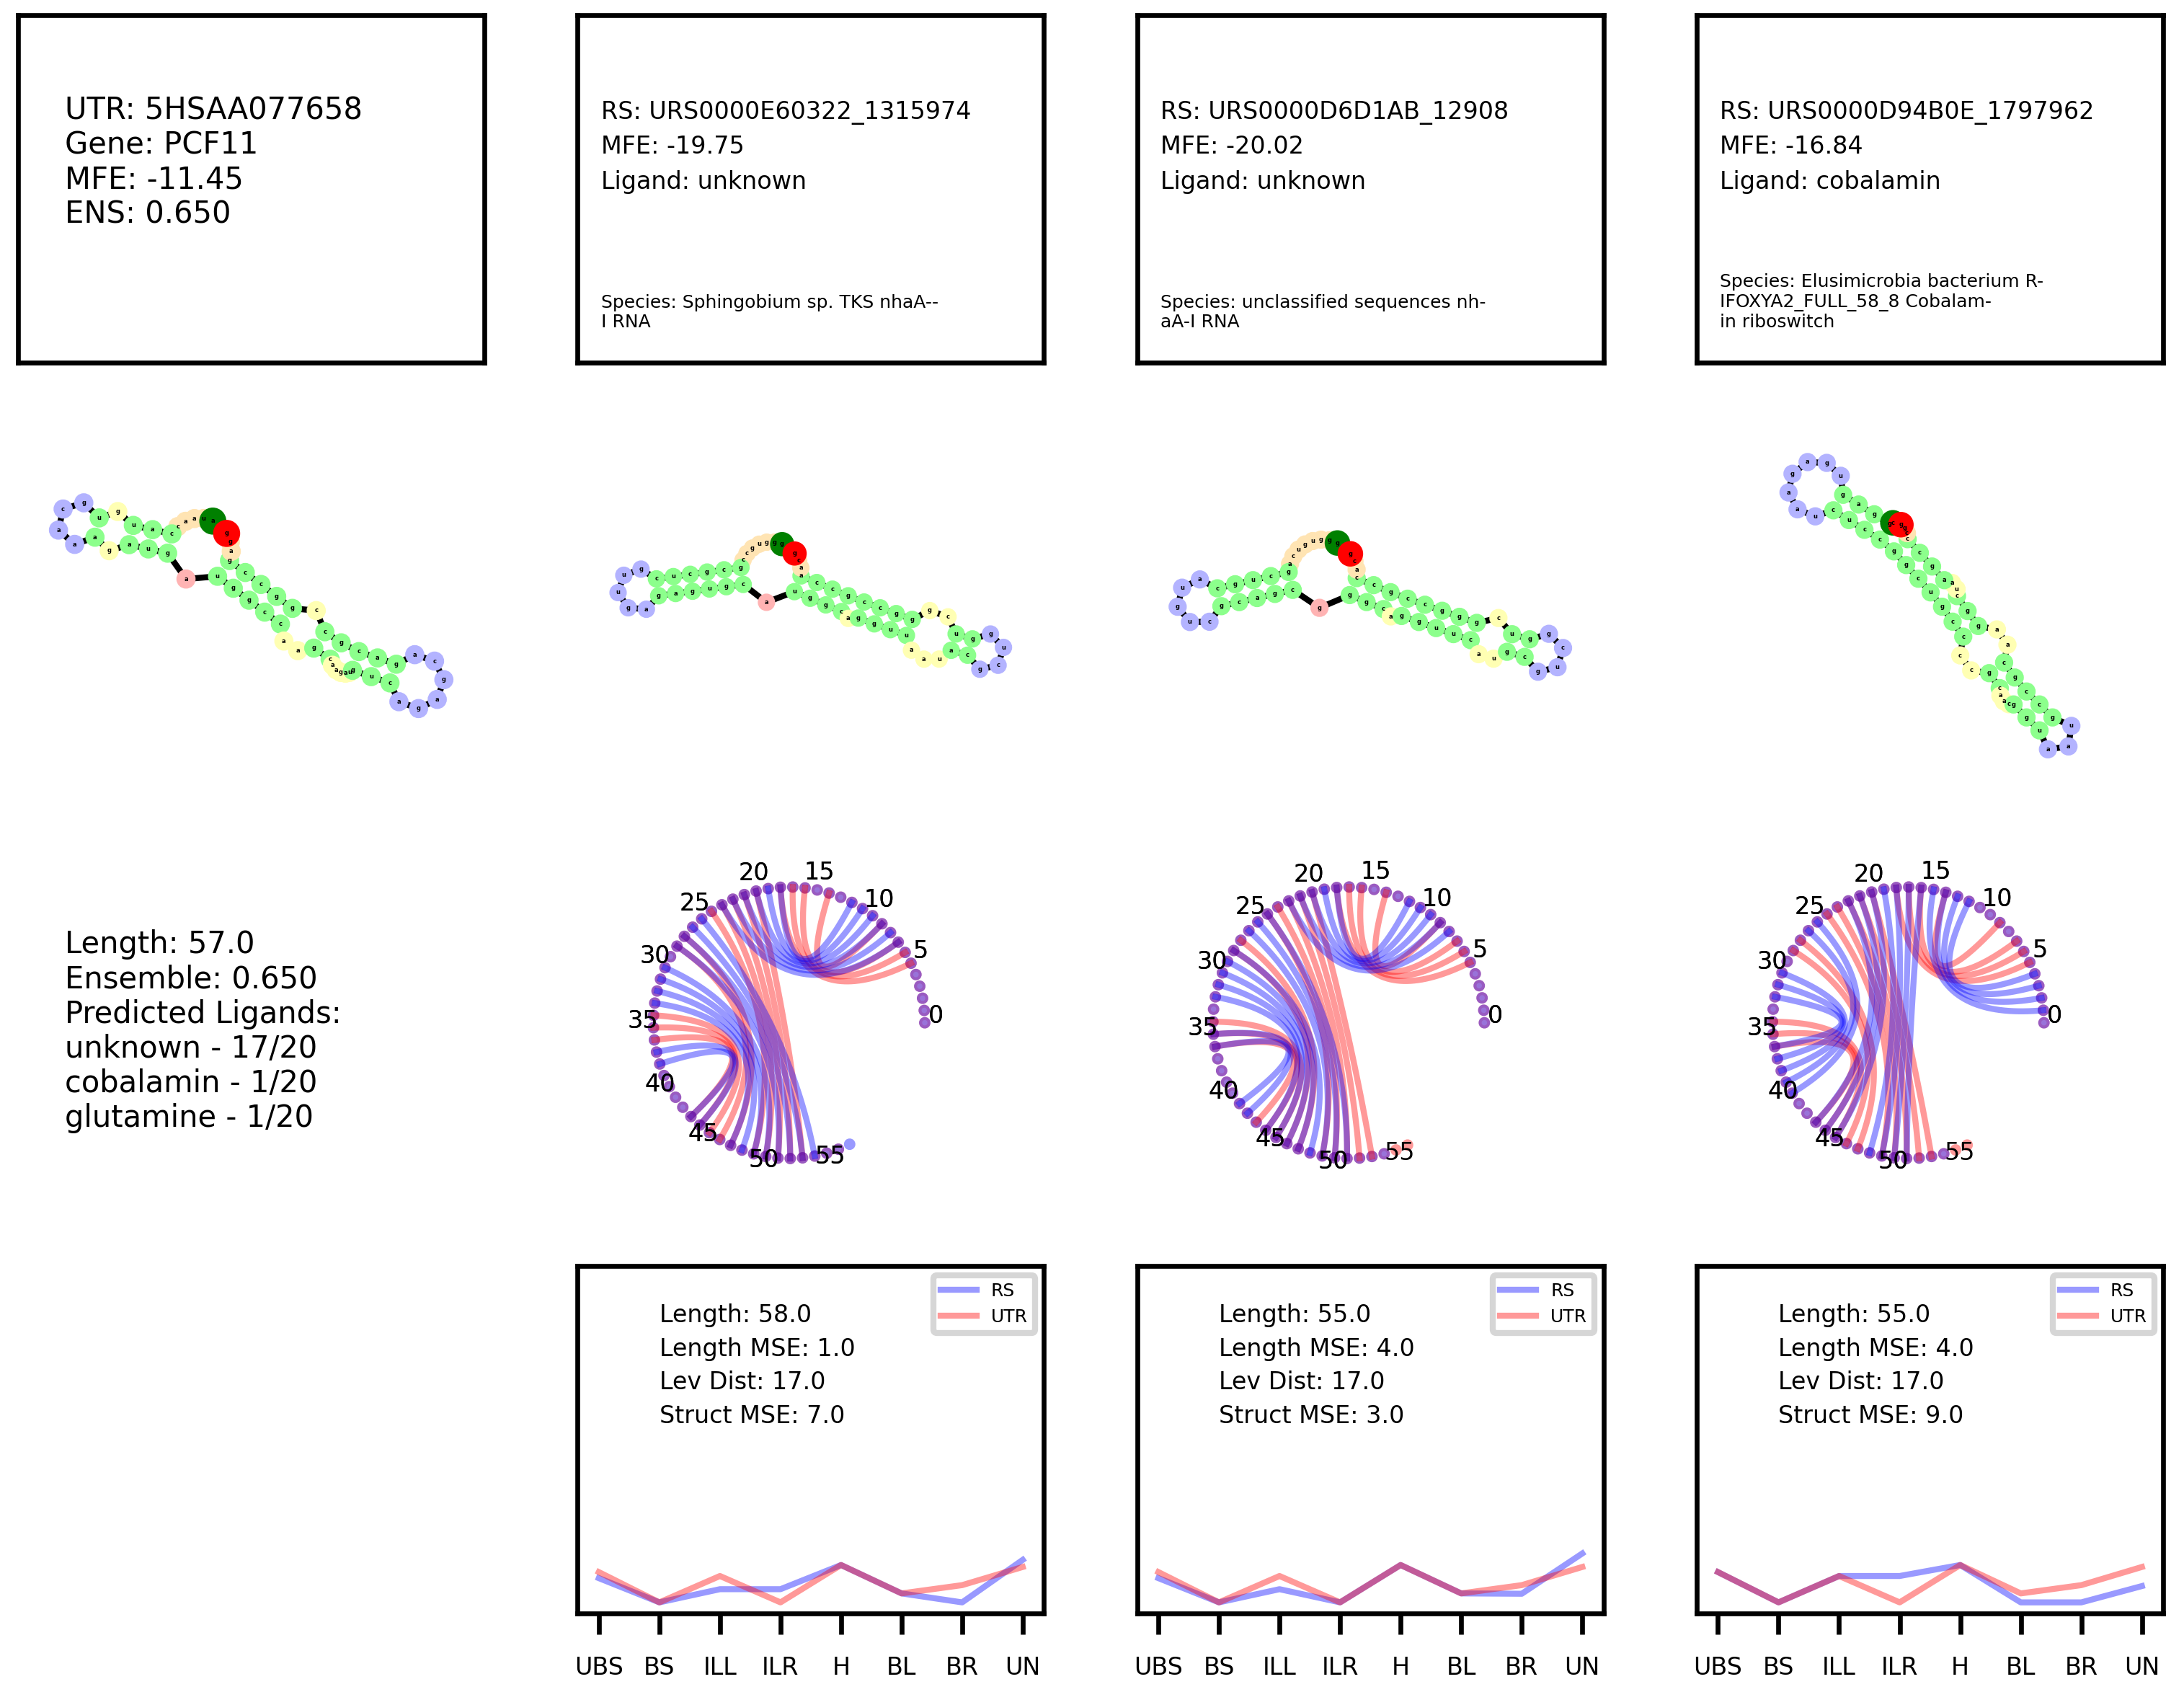 UTR: 5HSAA077658
Gene: PCF11
MFE: -11.45
ENS: 0.650
RS: URS0000E60322_1315974
MFE: -19.75
Ligand: unknown
Species: Sphingobium sp. TKS nhaA--
I RNA
RS: URS0000D6D1AB_12908
MFE: -20.02
Ligand: unknown
Species: unclassified sequences nh-
aA-I RNA
RS: URS0000D94B0E_1797962
MFE: -16.84
Ligand: cobalamin
Species: Elusimicrobia bacterium R-
IFOXYA2_FULL_58_8 Cobalam-
in riboswitch
Length: 57.0
Ensemble: 0.650
Predicted Ligands:
unknown - 17/20
cobalamin - 1/20
glutamine - 1/20
0
5
10
15
20
25
30
35
40
45
50
55
0
5
10
15
20
25
30
35
40
45
50
55
0
5
10
15
20
25
30
35
40
45
50
55
RS
UTR
Length: 58.0
Length MSE: 1.0
Lev Dist: 17.0
Struct MSE: 7.0
UBS BS ILL ILR H BL BR UN
RS
UTR
Length: 55.0
Length MSE: 4.0
Lev Dist: 17.0
Struct MSE: 3.0
UBS BS ILL ILR H BL BR UN
RS
UTR
Length: 55.0
Length MSE: 4.0
Lev Dist: 17.0
Struct MSE: 9.0
UBS BS ILL ILR H BL BR UN